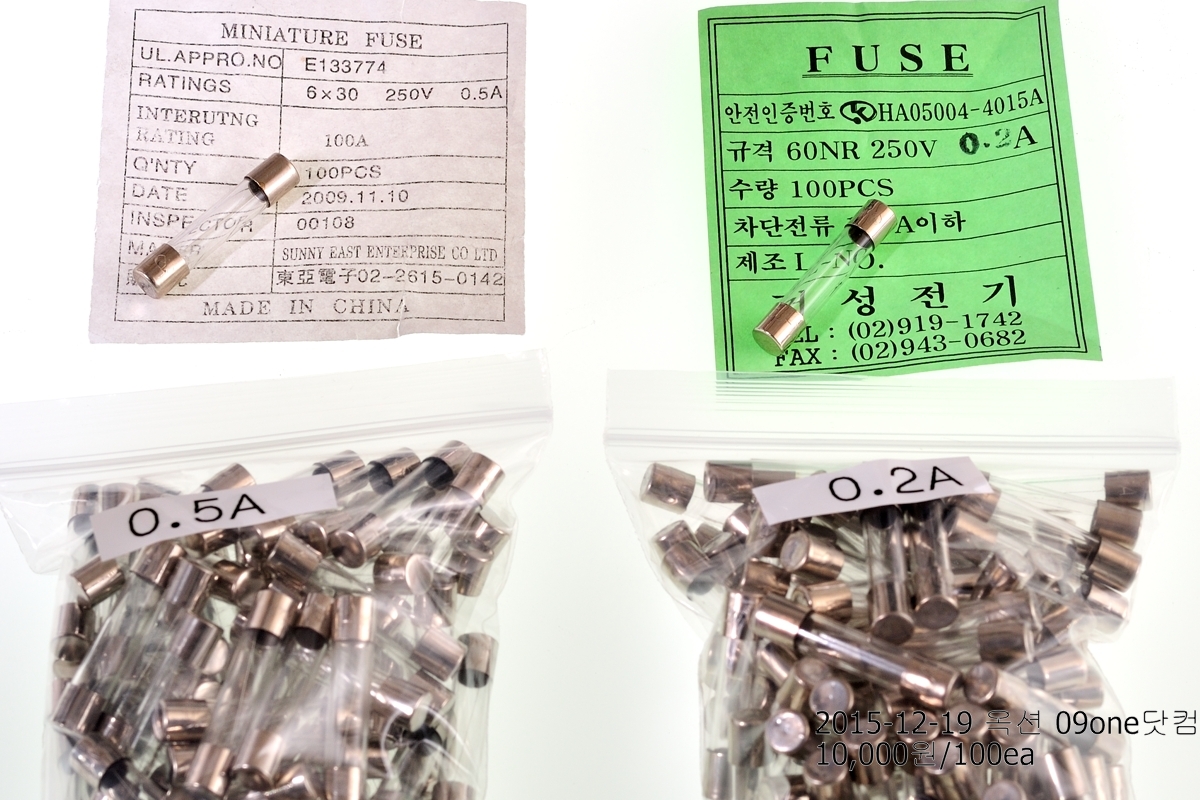 MINIATURE FUSE
UL.APPRO.NO E133774
RATINGS 6×30 250V 0.5A
INTERUTNG
RATING 100A
Q'NTY 100PCS
DATE 2009.11.10
INSPECTOR 00108
SUNNY EAST ENTERPRISE CO LTD
東亞電子02-2615-0142
MADE IN CHINA
FUSE
안전인증번호 HA05004-4015A
규격 60NR 250V 0.2A
수량 100PCS
차단전류 A이하
제조 L NO.
성 전 기
TEL : (02)919-1742
FAX : (02)943-0682
0.5A
0.2A
2015-12-19 옥션 09one닷컴
10,000원/100ea